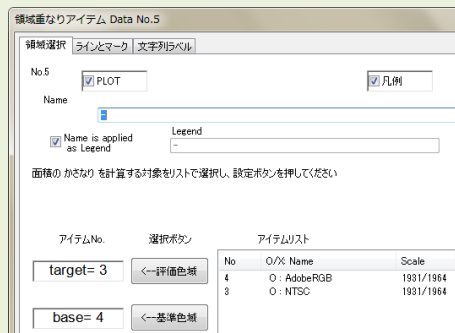 領域重なりアイテム Data No.5
領域選択 ラインとマーク 文字列ラベル
No.5
PLOT 凡例
Name
-
Name is applied as Legend
Legend
-
面積の かさなり を計算する対象をリストで選択し、設定ボタンを押してください
アイテムNo. 選択ボタン アイテムリスト
No O/X: Name Scale
target= 3 <--評価色域
4 O : AdobeRGB 1931/1964
3 O : NTSC 1931/1964
base= 4 <--基準色域